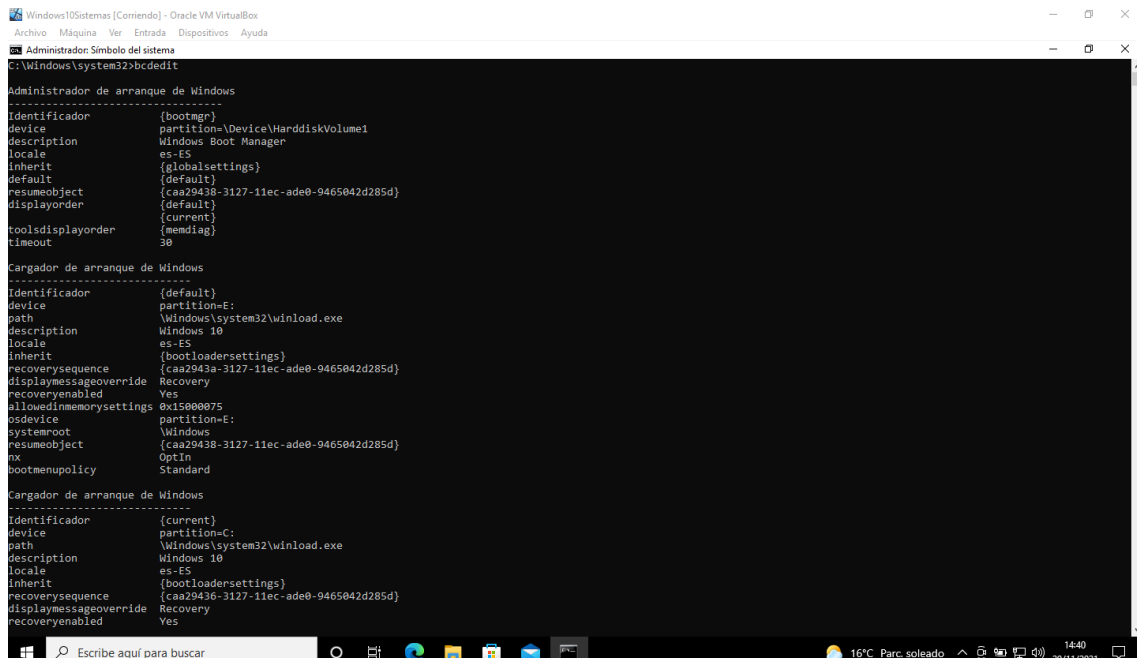 Windows10Sistemas [Corriendo] - Oracle VM VirtualBox
Archivo Máquina Ver Entrada Dispositivos Ayuda
Administrador: Símbolo del sistema
C:\Windows\system32>bcdedit
Administrador de arranque de Windows
----------------------------------
Identificador {bootmgr}
device partition=\Device\HarddiskVolume1
description Windows Boot Manager
locale es-ES
inherit {globalsettings}
default {default}
resumeobject {caa29438-3127-11ec-ade0-9465042d285d}
displayorder {default}
{current}
toolsdisplayorder {memdiag}
timeout 30
Cargador de arranque de Windows
-----------------------------
Identificador {default}
device partition=E:
path \Windows\system32\winload.exe
description Windows 10
locale es-ES
inherit {bootloadersettings}
recoverysequence {caa2943a-3127-11ec-ade0-9465042d285d}
displaymessageoverride Recovery
recoveryenabled Yes
allowedinmemorysettings 0x15000075
osdevice partition=E:
systemroot \Windows
resumeobject {caa29438-3127-11ec-ade0-9465042d285d}
nx OptIn
bootmenupolicy Standard
Cargador de arranque de Windows
-----------------------------
Identificador {current}
device partition=C:
path \Windows\system32\winload.exe
description Windows 10
locale es-ES
inherit {bootloadersettings}
recoverysequence {caa29436-3127-11ec-ade0-9465042d285d}
displaymessageoverride Recovery
recoveryenabled Yes
Escribe aquí para buscar
16°C Parc. soleado
14:40